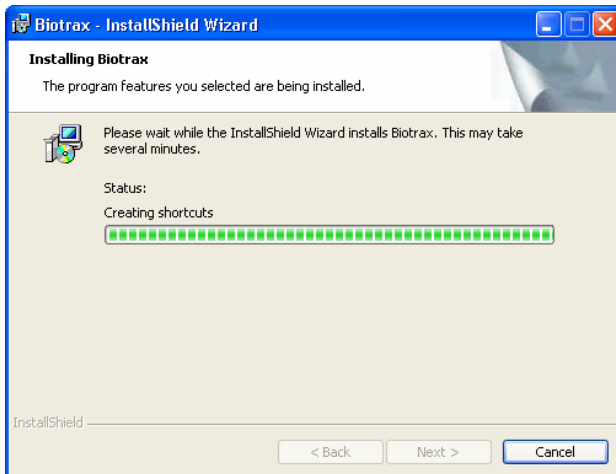 Biotrax - InstallShield Wizard
Installing Biotrax
The program features you selected are being installed.
Please wait while the InstallShield Wizard installs Biotrax. This may take
several minutes.
Status:
Creating shortcuts
InstallShield
< Back Next > Cancel